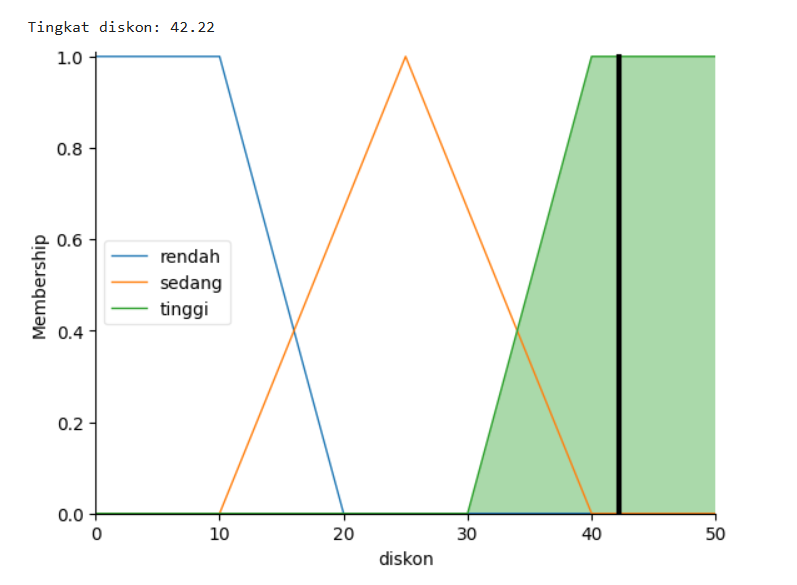 Tingkat diskon: 42.22
1.0
0.8
0.6
0.4
0.2
0.0
Membership
rendah
sedang
tinggi
0 10 20 30 40 50
diskon